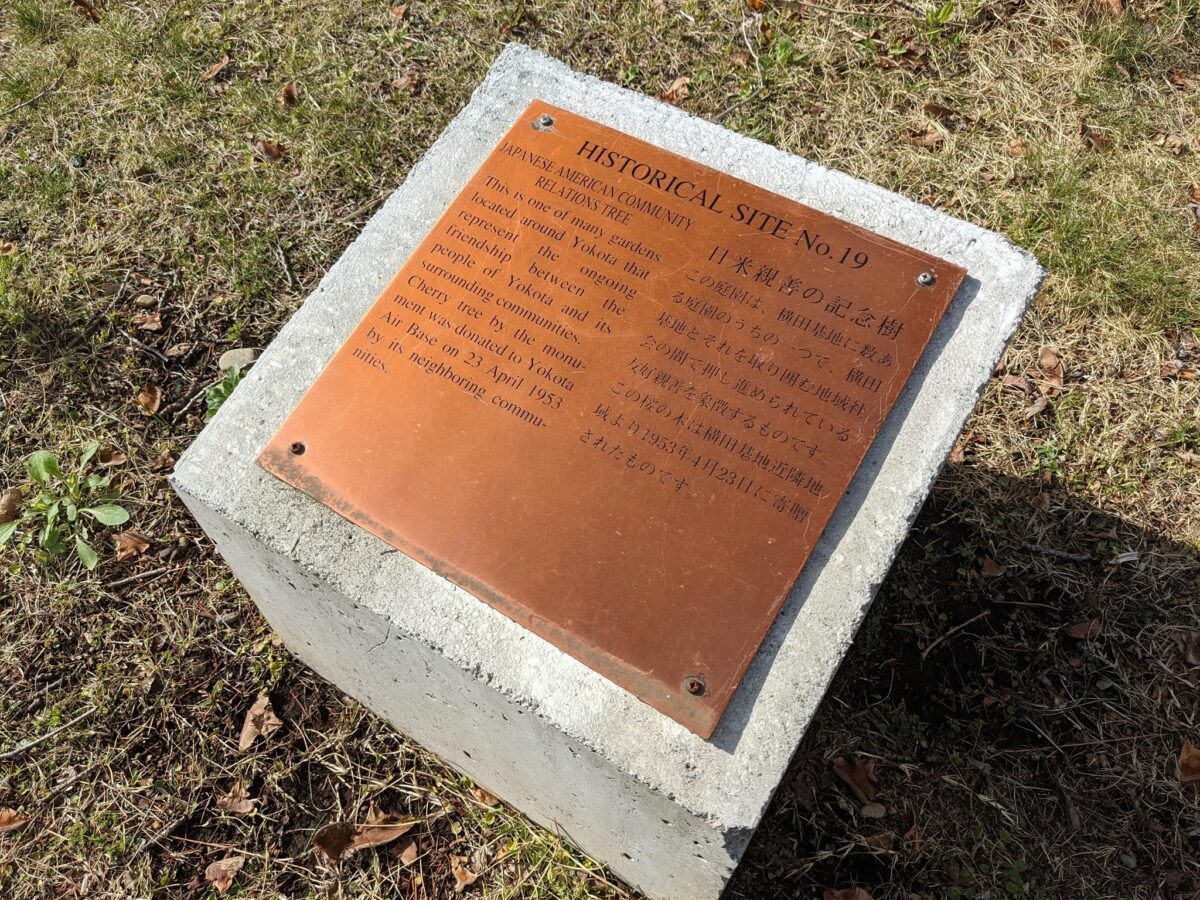 HISTORICAL SITE No.19
JAPANESE AMERICAN COMMUNITY
RELATIONS TREE
This is one of many gardens
located around Yokota that
represent the ongoing
friendship between the
people of Yokota and its
surrounding communities.
Cherry tree by the monu-
ment was donated to Yokota
Air Base on 23 April 1953
by its neighboring commu-
nities.
日米親善の記念樹
この庭園は、横田基地に数あ
る庭園のうちの一つで、横田
基地とそれを取り囲む地域社
会の間で押し進められている
友好親善を象徴するものです。
この桜の木は横田基地近隣地
域より1953年4月23日に寄贈
されたものです